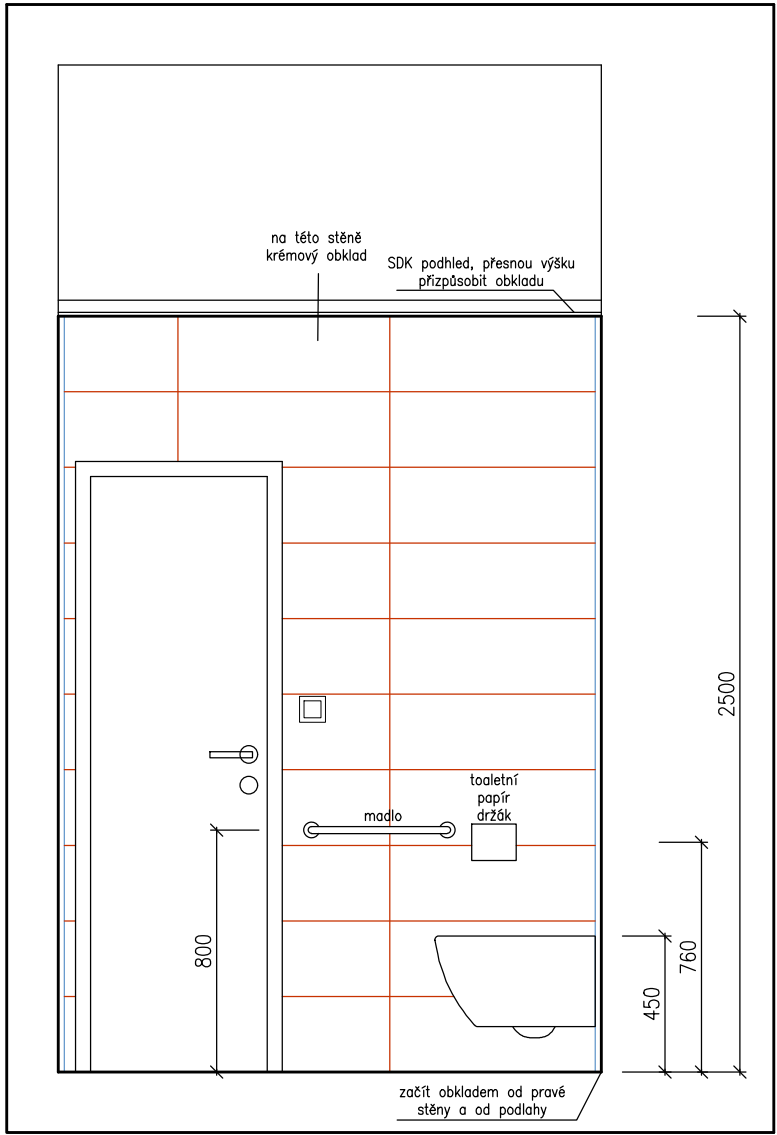 na této stěně
krémový obklad
SDK podhled, přesnou výšku
přizpůsobit obkladu
2500
toaletní
papír
držák
madlo
800
760
450
začít obkladem od pravé
stěny a od podlahy